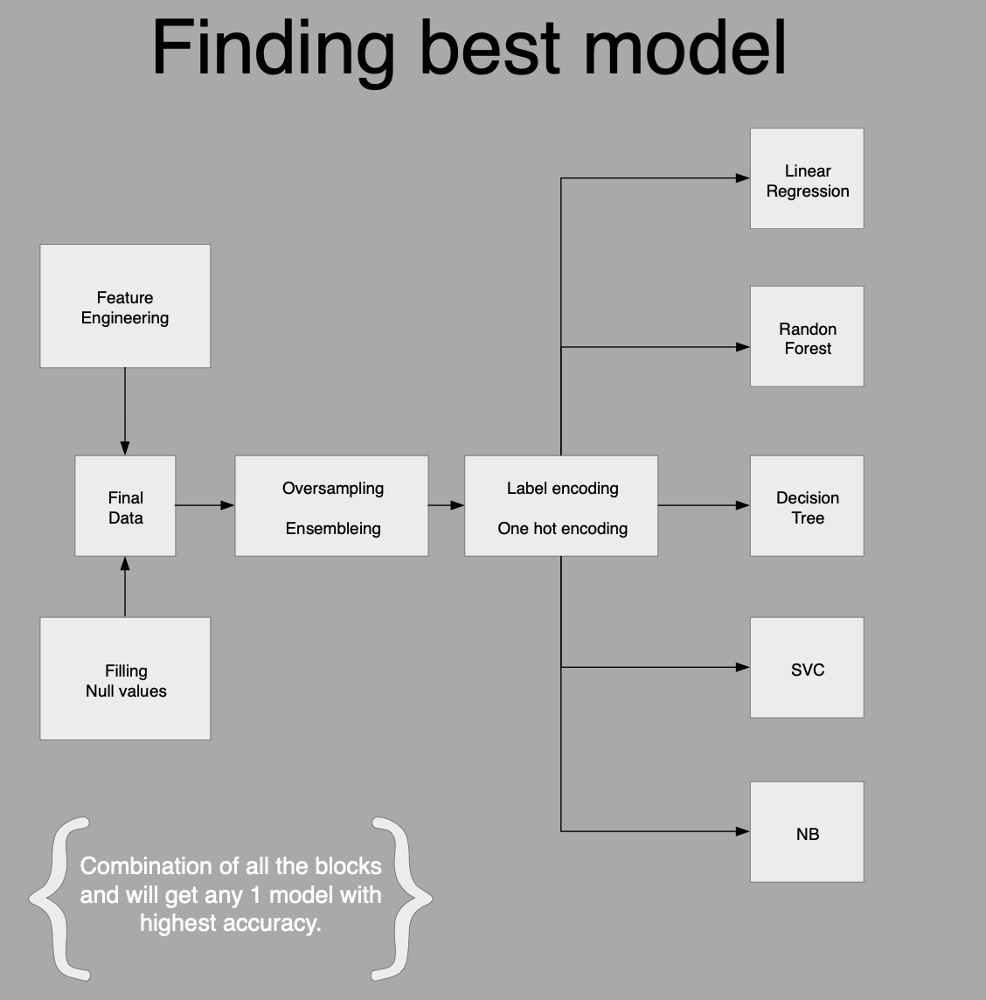 Finding best model
Linear
Regression
Feature
Engineering
Randon
Forest
Final
Data
Oversampling
Ensembleing
Label encoding
One hot encoding
Decision
Tree
Filling
Null values
SVC
NB
Combination of all the blocks
and will get any 1 model with
highest accuracy.